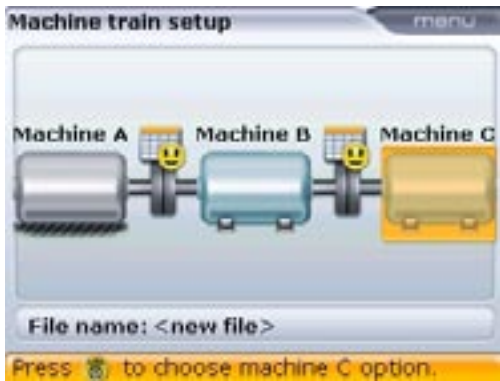 Machine train setup
menu
Machine A
Machine B
Machine C
File name: <new file>
Press to choose machine C option.